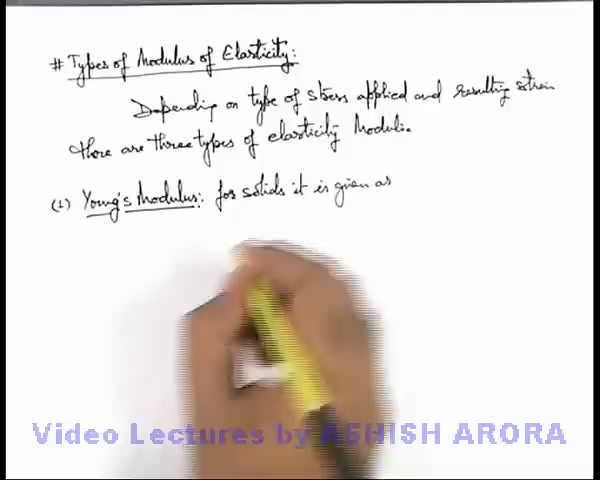 # Types of Modulus of Elasticity:
Depending on type of stress applied and resulting strain
there are three types of elasticity Moduli.
(1) Young's Modulus: for solids it is given as
Video Lectures by ASHISH ARORA